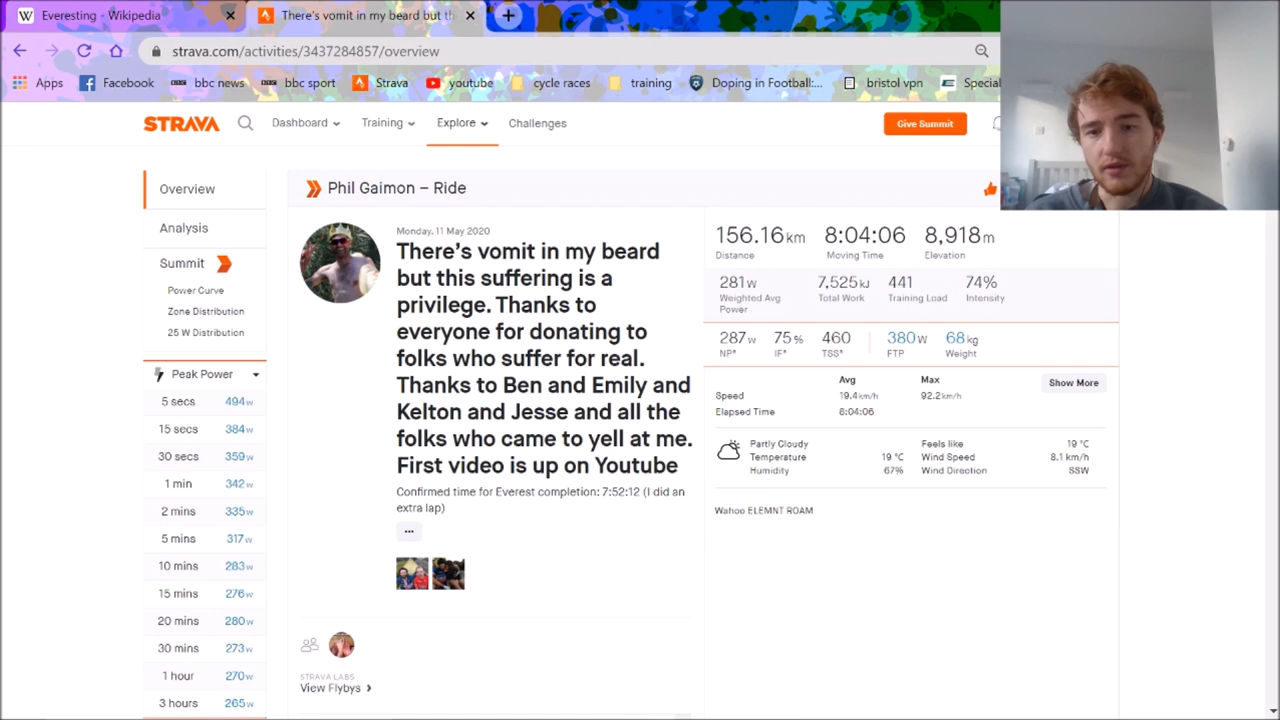 Everesting - Wikipedia
There's vomit in my beard but th
strava.com/activities/3437284857/overview
Apps
Facebook
bbc news
bbc sport
Strava
youtube
cycle races
training
Doping in Football:...
bristol vpn
Special
STRAVA
Dashboard
Training
Explore
Challenges
Give Summit
Overview
Analysis
Summit
Power Curve
Zone Distribution
25 W Distribution
Peak Power
5 secs 494W
15 secs 384W
30 secs 359W
1 min 342W
2 mins 335W
5 mins 317W
10 mins 283W
15 mins 276W
20 mins 280W
30 mins 273W
1 hour 270W
3 hours 265W
Phil Gaimon – Ride
Monday, 11 May 2020
There's vomit in my beard
but this suffering is a
privilege. Thanks to
everyone for donating to
folks who suffer for real.
Thanks to Ben and Emily and
Kelton and Jesse and all the
folks who came to yell at me.
First video is up on Youtube
Confirmed time for Everest completion: 7:52:12 (I did an
extra lap)
...
STRAVA LABS
View Flybys
156.16km 8:04:06 8,918m
Distance Moving Time Elevation
281W 7,525kJ 441 74%
Weighted Avg Total Work Training Load Intensity
Power
287W 75% 460 380W 68kg
NP* IF* TSS* FTP Weight
Avg Max
Show More
Speed 19.4km/h 92.2km/h
Elapsed Time 8:04:06
Partly Cloudy Feels like 19 °C
Temperature 19 °C Wind Speed 8.1 km/h
Humidity 67% Wind Direction SSW
Wahoo ELEMNT ROAM